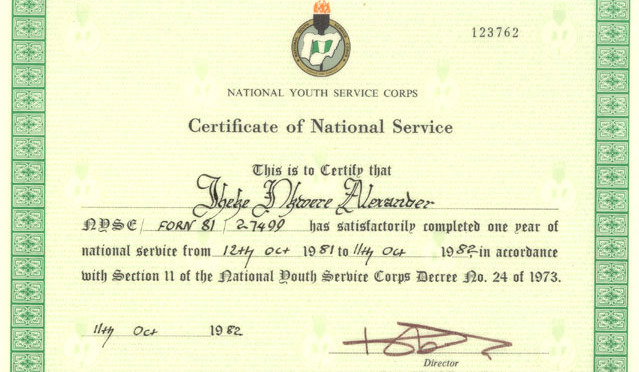 123762
NATIONAL YOUTH SERVICE CORPS
Certificate of National Service
This is to Certify that
Iheke Nkwere Alexander
NYSC/ FORN 81 / 27499 has satisfactorily completed one year of
national service from 12th Oct 1981 to 11th Oct 1982 in accordance
with Section 11 of the National Youth Service Corps Decree No. 24 of 1973.
11th Oct 1982
Director